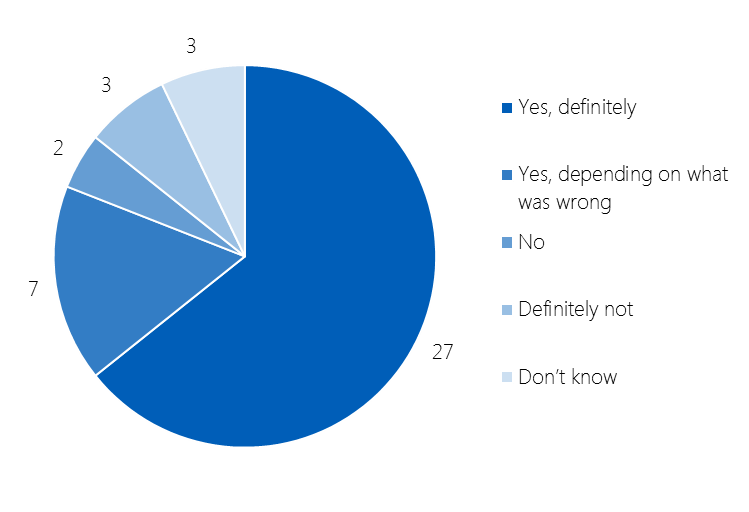 3
3
2
7
27
Yes, definitely
Yes, depending on what
was wrong
No
Definitely not
Don’t know